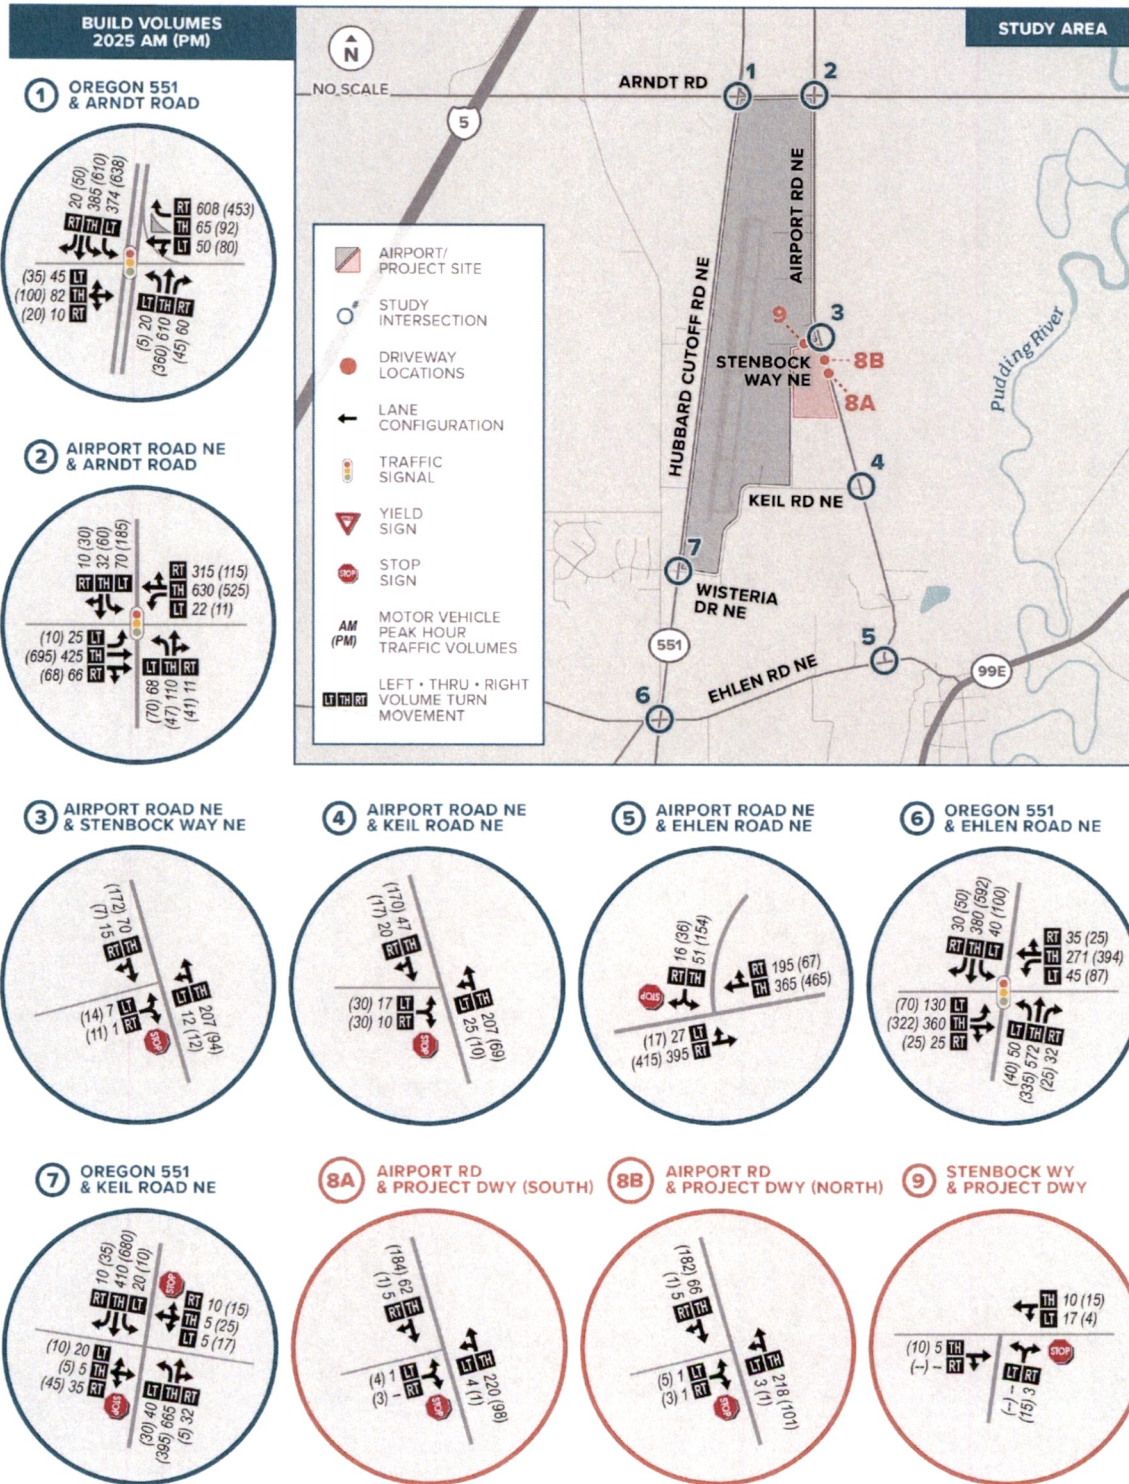 BUILD VOLUMES
2025 AM (PM)
STUDY AREA
N
NO SCALE
5
ARNDT RD
1
2
AIRPORT RD NE
HUBBARD CUTOFF RD NE
3
9
STENBOCK
WAY NE
8B
8A
4
KEIL RD NE
7
WISTERIA
DR NE
551
5
6
EHLEN RD NE
99E
Pudding River
AIRPORT/
PROJECT SITE
STUDY
INTERSECTION
DRIVEWAY
LOCATIONS
LANE
CONFIGURATION
TRAFFIC
SIGNAL
YIELD
SIGN
STOP
STOP
SIGN
AM
(PM)
MOTOR VEHICLE
PEAK HOUR
TRAFFIC VOLUMES
LT TH RT
LEFT • THRU • RIGHT
VOLUME TURN
MOVEMENT
1 OREGON 551
& ARNDT ROAD
RT 20 (50)
TH 385 (610)
LT 374 (638)
RT 608 (453)
TH 65 (92)
LT 50 (80)
(35) 45 LT
(100) 82 TH
(20) 10 RT
(5) 20 LT
(360) 610 TH
(45) 60 RT
2 AIRPORT ROAD NE
& ARNDT ROAD
RT 10 (30)
TH 32 (60)
LT 70 (185)
RT 315 (115)
TH 630 (525)
LT 22 (11)
(10) 25 LT
(695) 425 TH
(68) 66 RT
(70) 68 LT
(47) 110 TH
(41) 11 RT
3 AIRPORT ROAD NE
& STENBOCK WAY NE
(7) 15 RT
(172) 70 TH
(14) 7 LT
(11) 1 RT
STOP
LT 12 (12)
TH 207 (94)
4 AIRPORT ROAD NE
& KEIL ROAD NE
(17) 20 RT
(170) 47 TH
(30) 17 LT
(30) 10 RT
STOP
LT 25 (10)
TH 207 (69)
5 AIRPORT ROAD NE
& EHLEN ROAD NE
RT 16 (36)
TH 51 (154)
STOP
RT 195 (67)
TH 365 (465)
(17) 27 LT
(415) 395 RT
6 OREGON 551
& EHLEN ROAD NE
RT 30 (50)
TH 380 (592)
LT 40 (100)
RT 35 (25)
TH 271 (394)
LT 45 (87)
(70) 130 LT
(322) 360 TH
(25) 25 RT
(40) 50 LT
(335) 572 TH
(25) 32 RT
7 OREGON 551
& KEIL ROAD NE
RT 10 (35)
TH 410 (680)
LT 20 (10)
STOP
RT 10 (15)
TH 5 (25)
LT 5 (17)
(10) 20 LT
(5) 5 TH
(45) 35 RT
STOP
(30) 40 LT
(395) 665 TH
(5) 32 RT
8A AIRPORT RD
& PROJECT DWY (SOUTH)
(1) 5 RT
(184) 62 TH
(4) 1 LT
(3) – RT
STOP
LT 4 (1)
TH 220 (98)
8B AIRPORT RD
& PROJECT DWY (NORTH)
(1) 5 RT
(182) 66 TH
(5) 1 LT
(3) 1 RT
STOP
LT 3 (1)
TH 218 (101)
9 STENBOCK WY
& PROJECT DWY
TH 10 (15)
LT 17 (4)
(10) 5 TH
(--) – RT
STOP
(--) – LT
(15) 3 RT